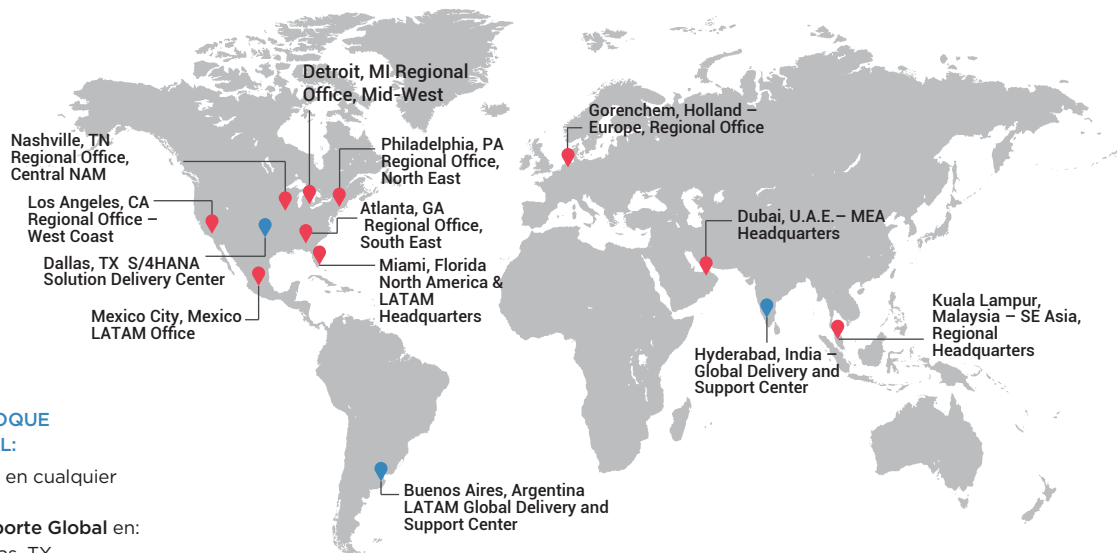 Detroit, MI Regional
Office, Mid-West
Nashville, TN
Regional Office,
Central NAM
Philadelphia, PA
Regional Office,
North East
Los Angeles, CA
Regional Office –
West Coast
Atlanta, GA
Regional Office,
South East
Dallas, TX S/4HANA
Solution Delivery Center
Miami, Florida
North America &
LATAM
Headquarters
Mexico City, Mexico
LATAM Office
Gorenchem, Holland –
Europe, Regional Office
Dubai, U.A.E.– MEA
Headquarters
Kuala Lampur,
Malaysia – SE Asia,
Regional
Headquarters
Hyderabad, India –
Global Delivery and
Support Center
Buenos Aires, Argentina
LATAM Global Delivery and
Support Center
OQUE
L:
en cualquier
porte Global en:
TX